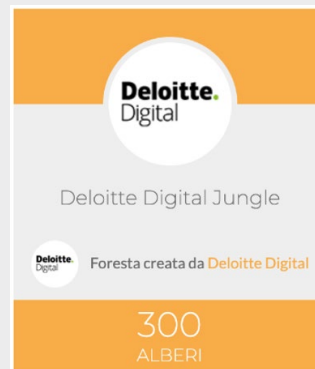 Deloitte.
Digital
Deloitte Digital Jungle
Deloitte.
Digital
Foresta creata da Deloitte Digital
300
ALBERI